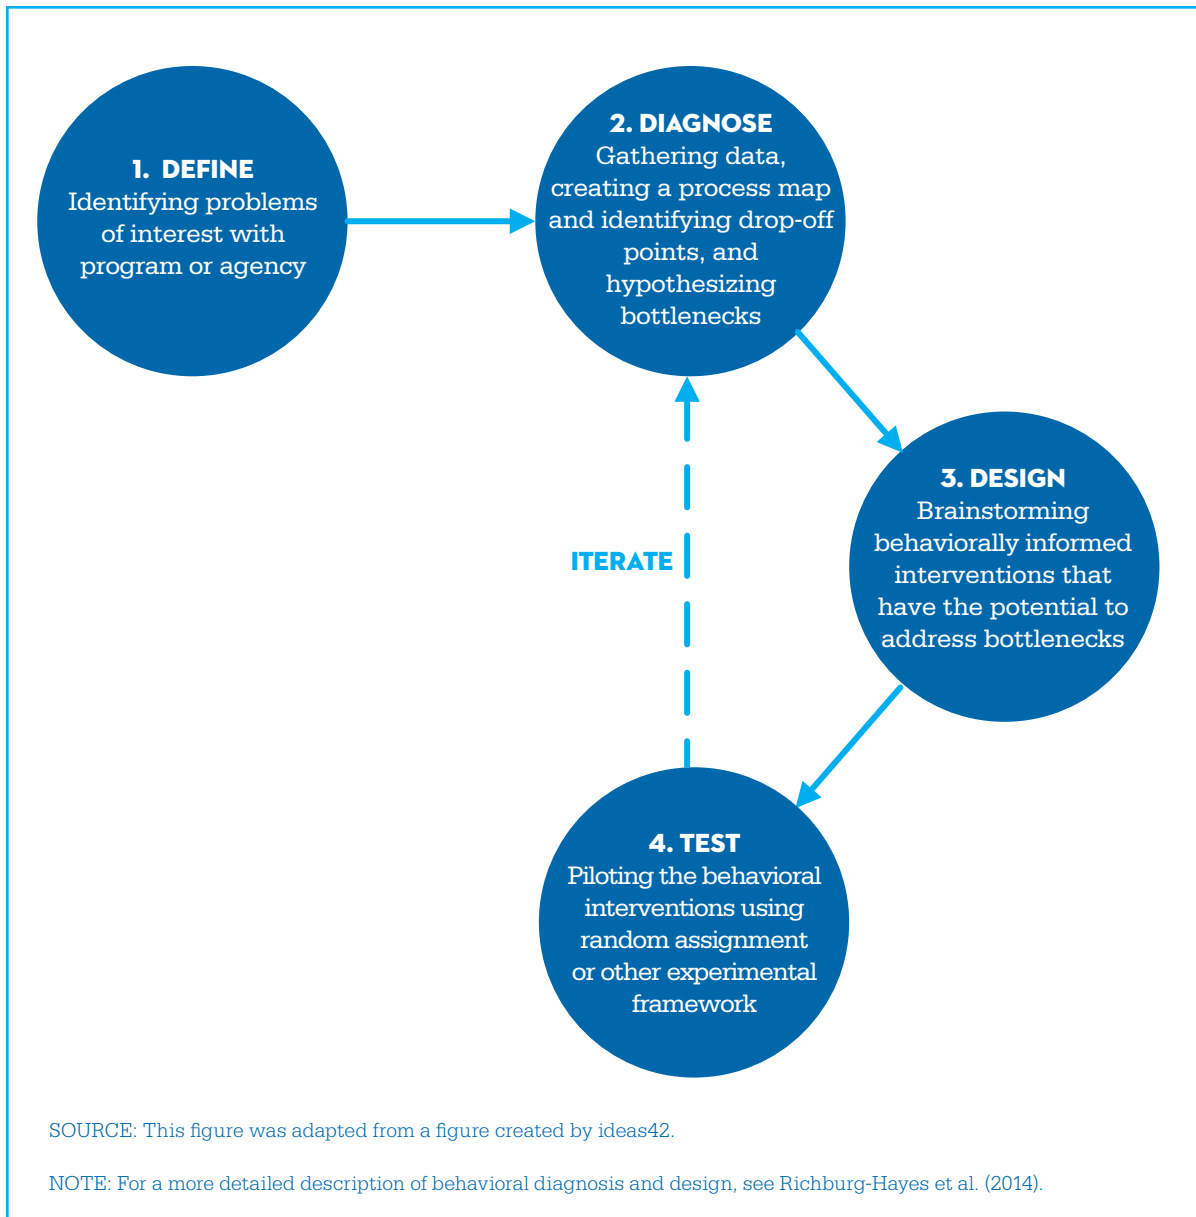 1. DEFINE
Identifying problems
of interest with
program or agency
2. DIAGNOSE
Gathering data,
creating a process map
and identifying drop-off
points, and
hypothesizing
bottlenecks
3. DESIGN
Brainstorming
behaviorally informed
interventions that
have the potential to
address bottlenecks
ITERATE
4. TEST
Piloting the behavioral
interventions using
random assignment
or other experimental
framework
SOURCE: This figure was adapted from a figure created by ideas42.
NOTE: For a more detailed description of behavioral diagnosis and design, see Richburg-Hayes et al. (2014).